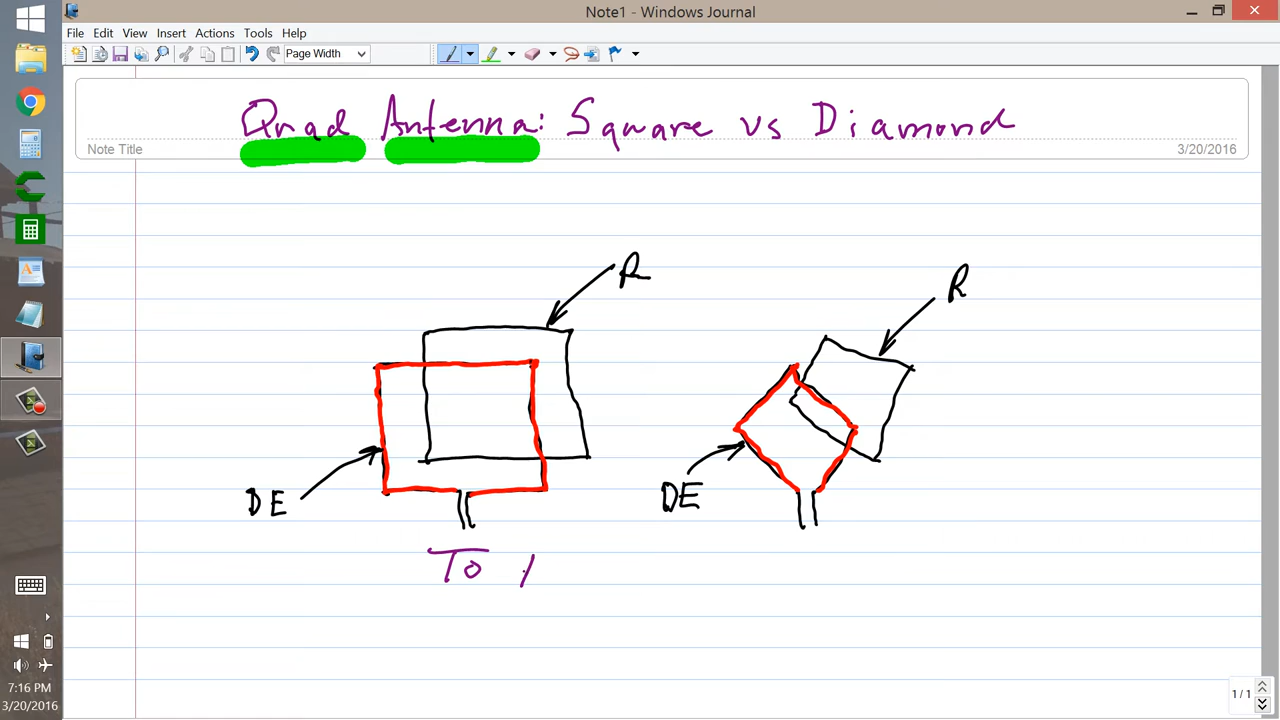 Note1 - Windows Journal
File Edit View Insert Actions Tools Help
Page Width
Quad Antenna: Square vs Diamond
Note Title
3/20/2016
R
R
DE
DE
To
1/1
7:16 PM
3/20/2016